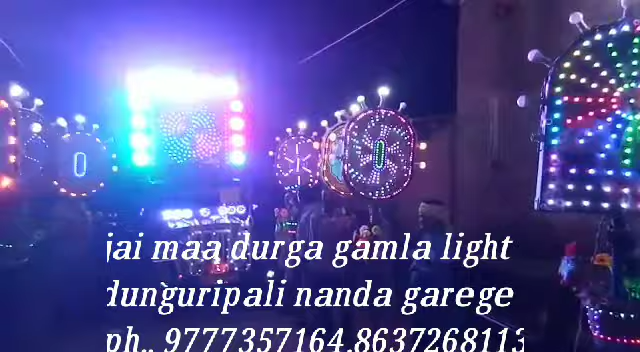 jai maa durga gamla light
dunguripali nanda garege
ph.. 9777357164.8637268113